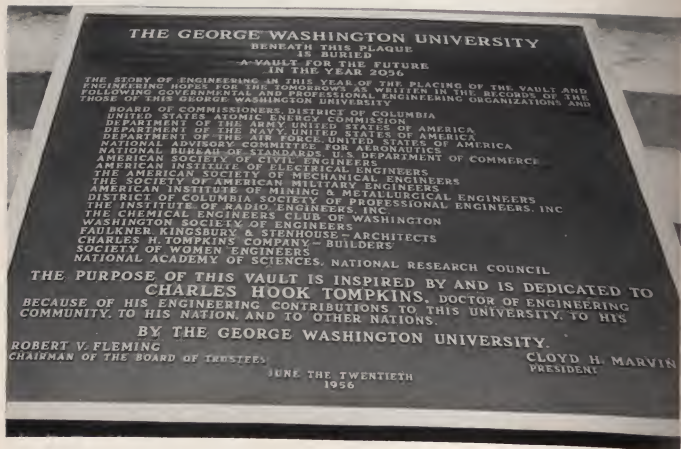 THE GEORGE WASHINGTON UNIVERSITY
BENEATH THIS PLAQUE
IS BURIED
A VAULT FOR THE FUTURE
IN THE YEAR 2056
THE STORY OF ENGINEERING IN THIS YEAR OF THE PLACING OF THE VAULT AND
ENGINEERING HOPES FOR THE TOMORROWS AS WRITTEN IN THE RECORDS OF THE
FOLLOWING GOVERNMENTAL AND PROFESSIONAL ENGINEERING ORGANIZATIONS AND
THOSE OF THIS GEORGE WASHINGTON UNIVERSITY
BOARD OF COMMISSIONERS, DISTRICT OF COLUMBIA
UNITED STATES ATOMIC ENERGY COMMISSION
DEPARTMENT OF THE ARMY UNITED STATES OF AMERICA
DEPARTMENT OF THE NAVY, UNITED STATES OF AMERICA
DEPARTMENT OF THE AIR FORCE, UNITED STATES OF AMERICA
NATIONAL ADVISORY COMMITTEE FOR AERONAUTICS
NATIONAL BUREAU OF STANDARDS, U.S. DEPARTMENT OF COMMERCE
AMERICAN SOCIETY OF CIVIL ENGINEERS
AMERICAN INSTITUTE OF ELECTRICAL ENGINEERS
THE AMERICAN SOCIETY OF MECHANICAL ENGINEERS
THE SOCIETY OF AMERICAN MILITARY ENGINEERS
AMERICAN INSTITUTE OF MINING & METALLURGICAL ENGINEERS
DISTRICT OF COLUMBIA SOCIETY OF PROFESSIONAL ENGINEERS, INC
THE INSTITUTE OF RADIO ENGINEERS, INC.
THE CHEMICAL ENGINEERS CLUB OF WASHINGTON
WASHINGTON SOCIETY OF ENGINEERS
FAULKNER, KINGSBURY & STENHOUSE – ARCHITECTS
CHARLES H. TOMPKINS COMPANY – BUILDERS
SOCIETY OF WOMEN ENGINEERS
NATIONAL ACADEMY OF SCIENCES, NATIONAL RESEARCH COUNCIL
THE PURPOSE OF THIS VAULT IS INSPIRED BY AND IS DEDICATED TO
CHARLES HOOK TOMPKINS, DOCTOR OF ENGINEERING
BECAUSE OF HIS ENGINEERING CONTRIBUTIONS TO THIS UNIVERSITY, TO HIS
COMMUNITY, TO HIS NATION, AND TO OTHER NATIONS.
BY THE GEORGE WASHINGTON UNIVERSITY.
ROBERT V. FLEMING
CHAIRMAN OF THE BOARD OF TRUSTEES
CLOYD H. MARVIN
PRESIDENT
JUNE THE TWENTIETH
1956